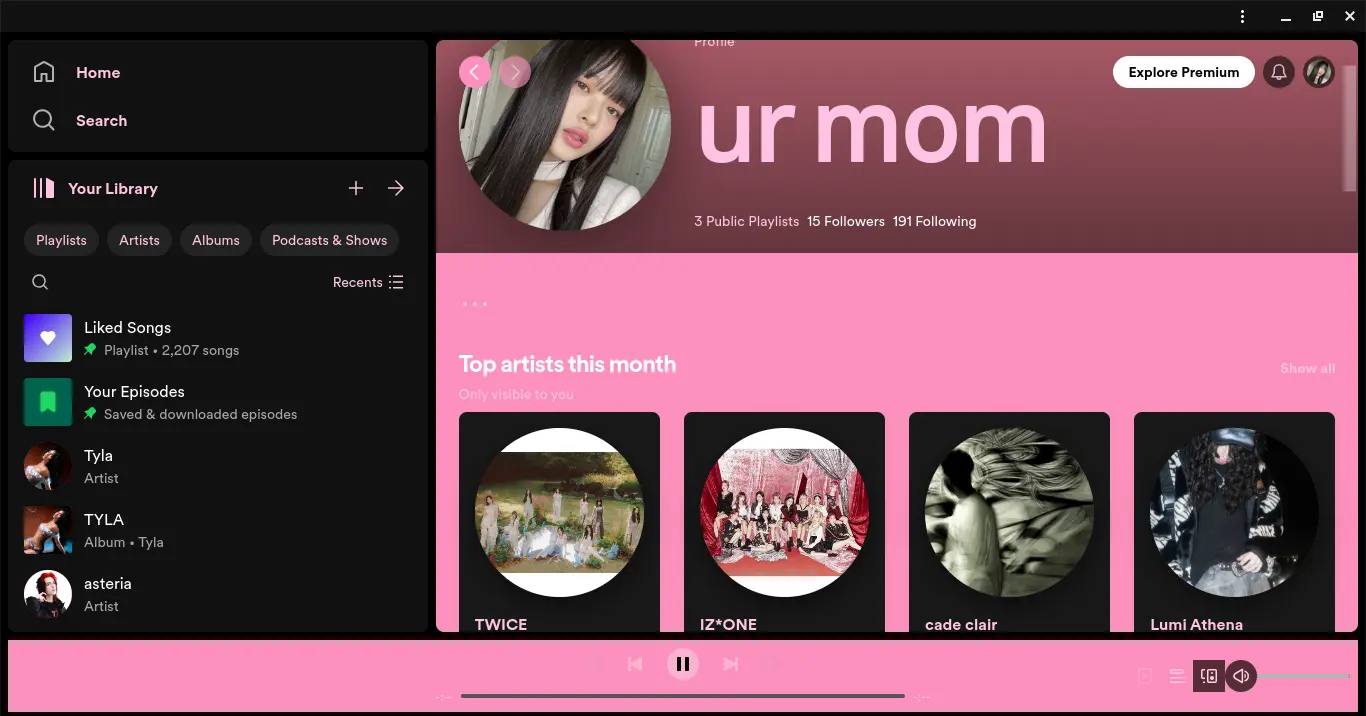 Home
Search
Your Library
Playlists Artists Albums Podcasts & Shows
Recents
Liked Songs
Playlist • 2,207 songs
Your Episodes
Saved & downloaded episodes
Tyla
Artist
TYLA
Album • Tyla
asteria
Artist
Profile
Explore Premium
ur mom
3 Public Playlists 15 Followers 191 Following
Top artists this month
Show all
Only visible to you
TWICE
IZ*ONE
cade clair
Lumi Athena
-:--
-:--